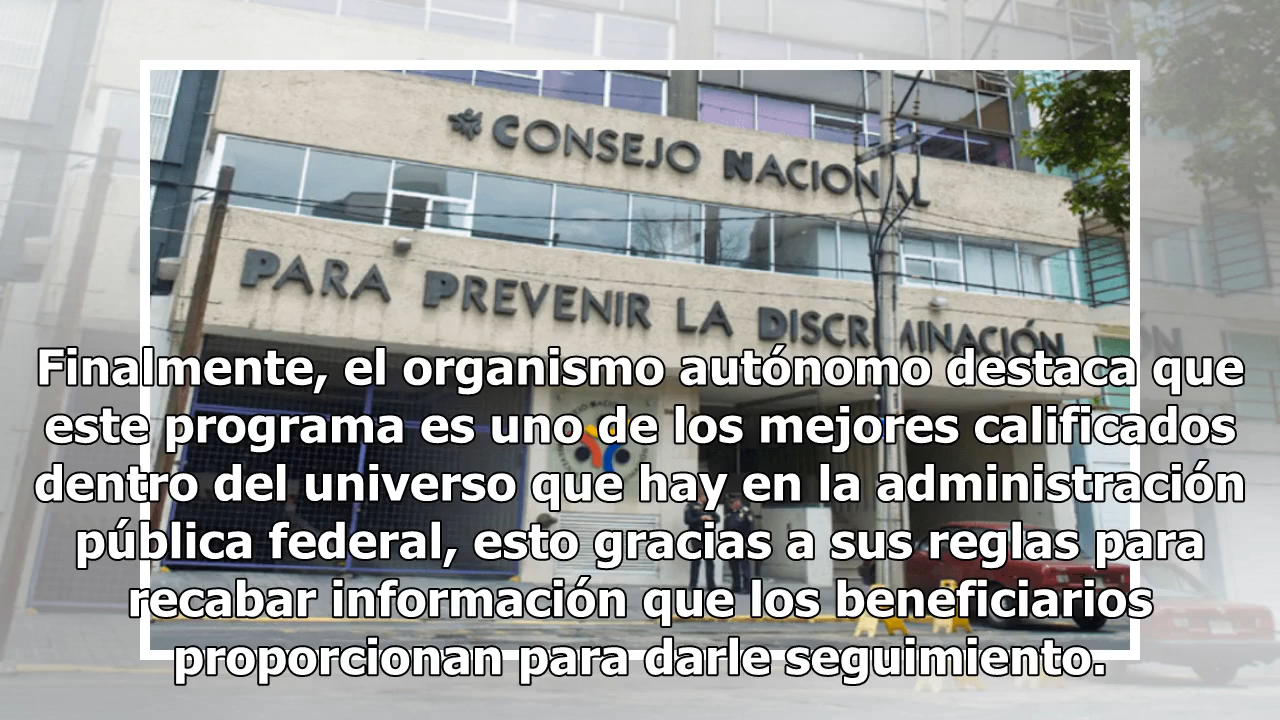 CONSEJO NACIONAL
PARA PREVENIR LA DISCRIMINACIÓN
Finalmente, el organismo autónomo destaca que
este programa es uno de los mejores calificados
dentro del universo que hay en la administración
pública federal, esto gracias a sus reglas para
recabar información que los beneficiarios
proporcionan para darle seguimiento.